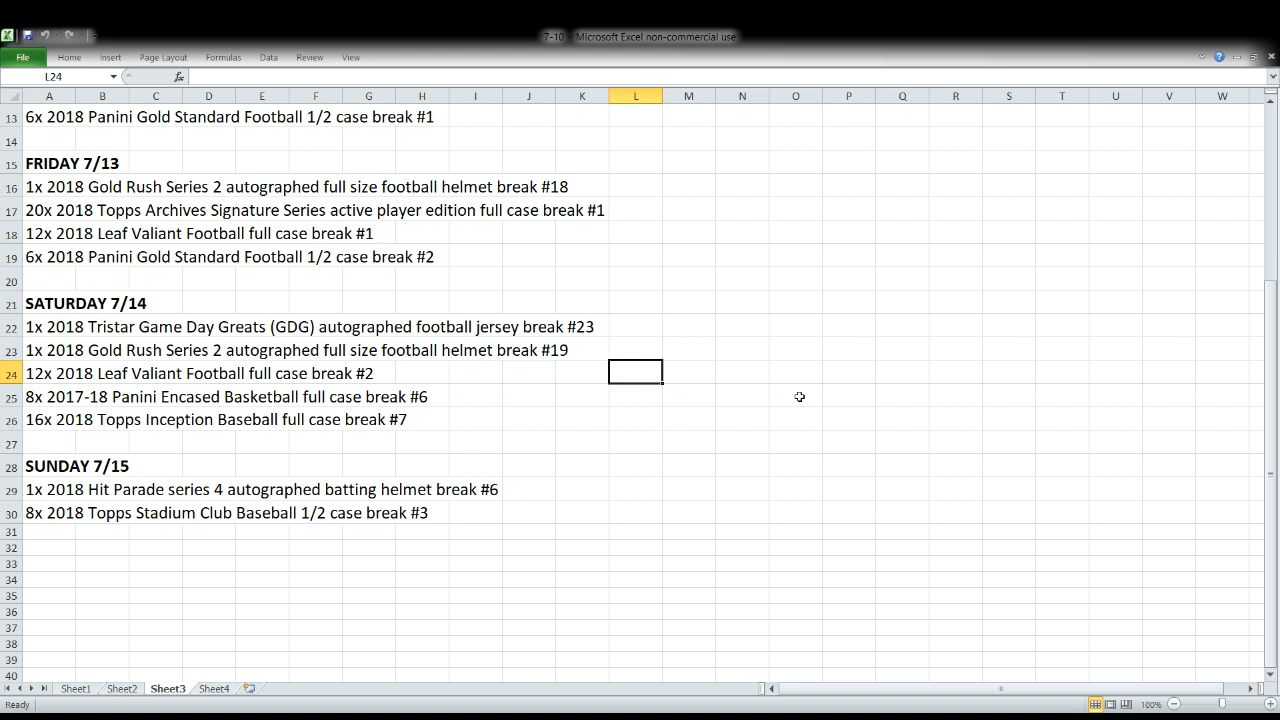 7-10 - Microsoft Excel non-commercial use
File Home Insert Page Layout Formulas Data Review View
L24 fx
A B C D E F G H I J K L M N O P Q R S T U V W
13 6x 2018 Panini Gold Standard Football 1/2 case break #1
14
15 FRIDAY 7/13
16 1x 2018 Gold Rush Series 2 autographed full size football helmet break #18
17 20x 2018 Topps Archives Signature Series active player edition full case break #1
18 12x 2018 Leaf Valiant Football full case break #1
19 6x 2018 Panini Gold Standard Football 1/2 case break #2
20
21 SATURDAY 7/14
22 1x 2018 Tristar Game Day Greats (GDG) autographed football jersey break #23
23 1x 2018 Gold Rush Series 2 autographed full size football helmet break #19
24 12x 2018 Leaf Valiant Football full case break #2
25 8x 2017-18 Panini Encased Basketball full case break #6
26 16x 2018 Topps Inception Baseball full case break #7
27
28 SUNDAY 7/15
29 1x 2018 Hit Parade series 4 autographed batting helmet break #6
30 8x 2018 Topps Stadium Club Baseball 1/2 case break #3
31
32
33
34
35
36
37
38
39
40
Sheet1 Sheet2 Sheet3 Sheet4
Ready 100%